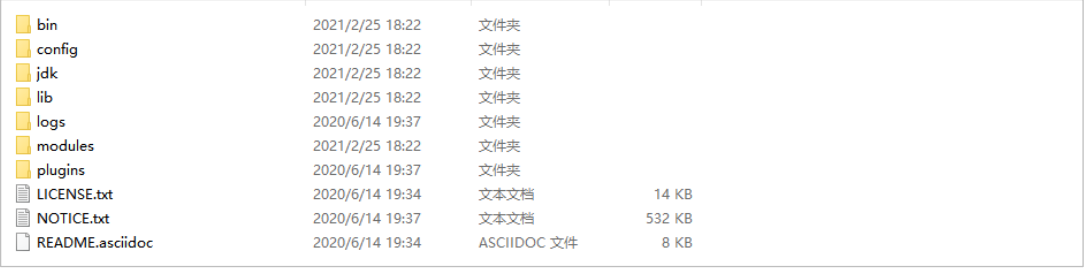 bin 2021/2/25 18:22 文件夹
config 2021/2/25 18:22 文件夹
jdk 2021/2/25 18:22 文件夹
lib 2021/2/25 18:22 文件夹
logs 2020/6/14 19:37 文件夹
modules 2021/2/25 18:22 文件夹
plugins 2020/6/14 19:37 文件夹
LICENSE.txt 2020/6/14 19:34 文本文档 14 KB
NOTICE.txt 2020/6/14 19:37 文本文档 532 KB
README.asciidoc 2020/6/14 19:34 ASCIIDOC 文件 8 KB